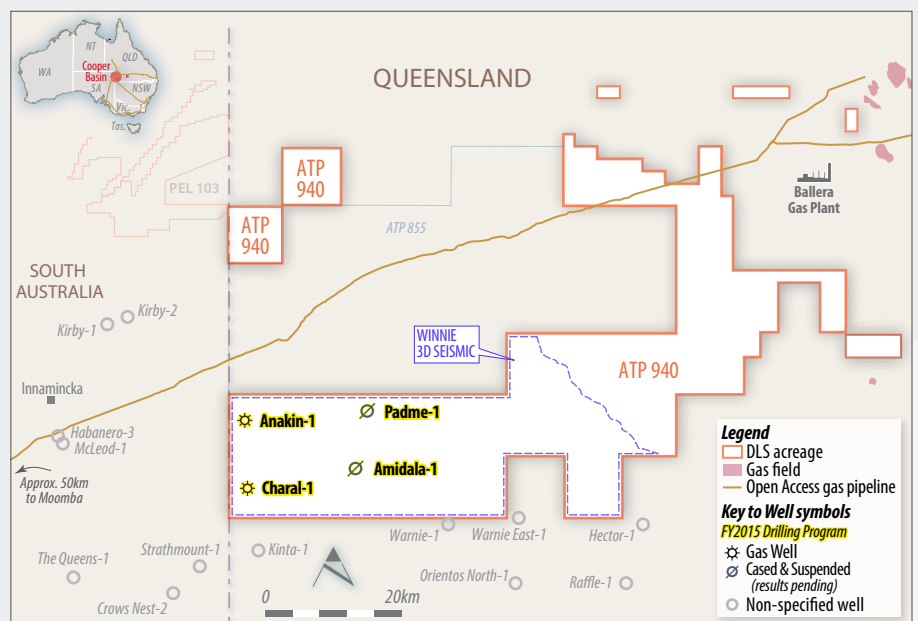 NT
QLD
WA
Cooper
Basin
SA
NSW
Vic.
Tas.
QUEENSLAND
ATP
940
PEL 103
ATP
940
ATP 855
Ballera
Gas Plant
SOUTH
AUSTRALIA
Kirby-2
Kirby-1
WINNIE
3D SEISMIC
ATP 940
Innamincka
Padme-1
Anakin-1
Habanero-3
McLeod-1
Amidala-1
Charal-1
Approx. 50km
to Moomba
Warnie-1
Warnie East-1
Hector-1
Strathmount-1
Kinta-1
The Queens-1
Orientos North-1
Raffle-1
Crows Nest-2
0 20km
Legend
DLS acreage
Gas field
Open Access gas pipeline
Key to Well symbols
FY2015 Drilling Program
Gas Well
Cased & Suspended
(results pending)
Non-specified well